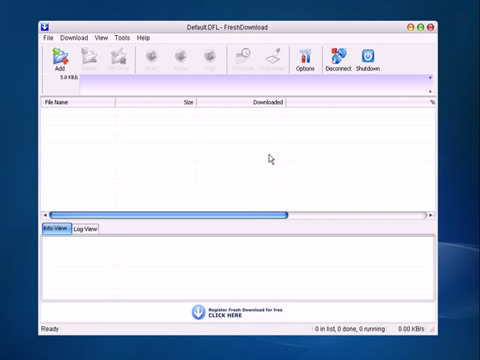 Default.DFL - FreshDownload
File Download View Tools Help
Add Options Disconnect Shutdown
5.0 KB/s
File Name Size Downloaded %
Info View Log View
Register Fresh Download for free
CLICK HERE
Ready 0 in list, 0 done, 0 running 0.00 KB/s